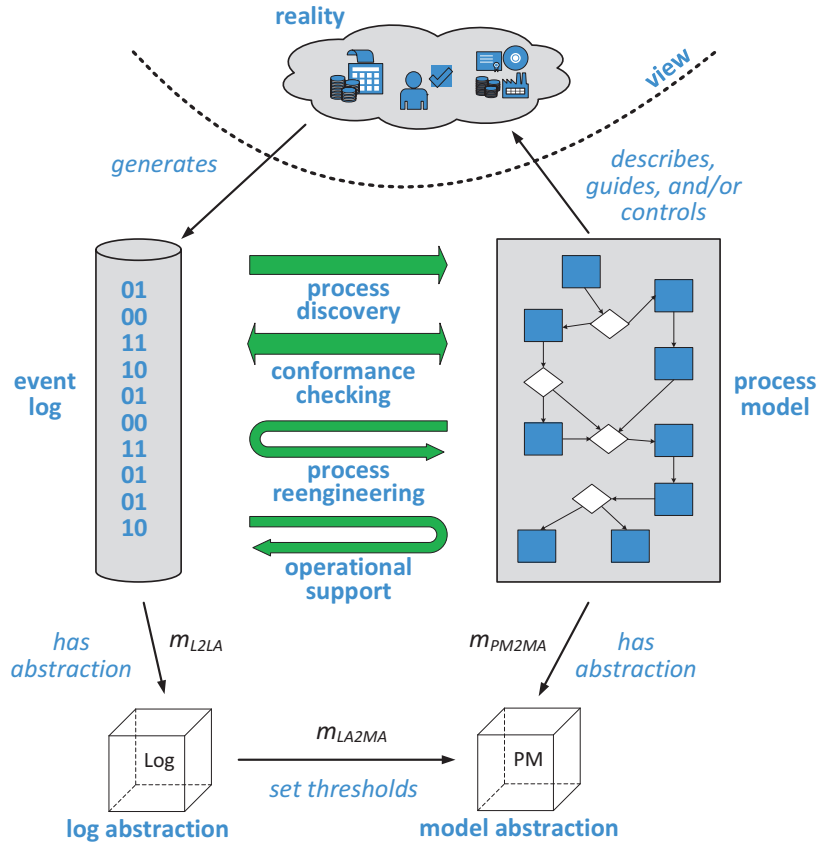 reality
view
generates
describes,
guides, and/or
controls
01
00
11
10
01
00
11
01
01
10
event
log
process
discovery
conformance
checking
process
reengineering
operational
support
process
model
has
abstraction
mL2LA
mPM2MA
has
abstraction
Log
mLA2MA
set thresholds
PM
log abstraction
model abstraction